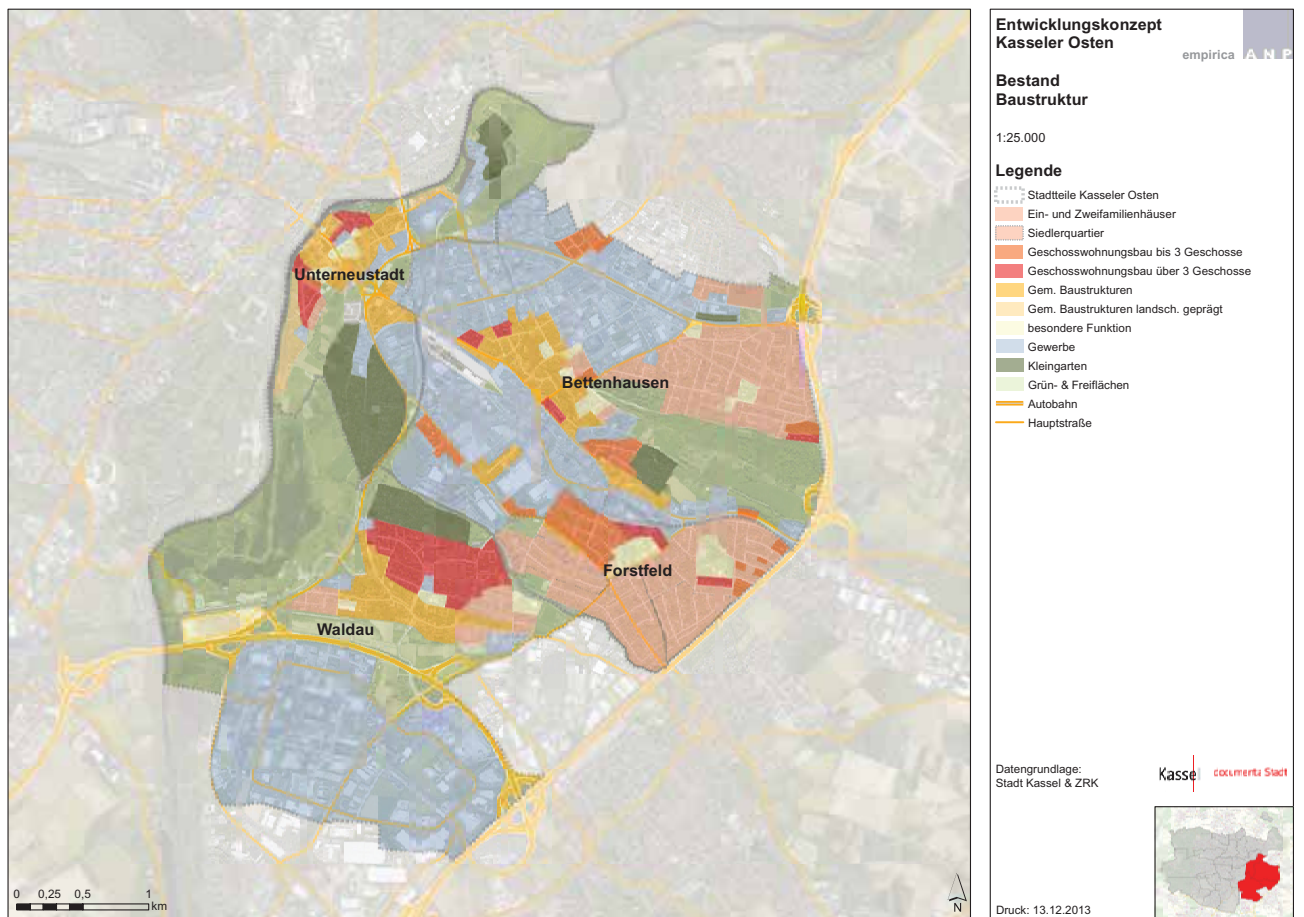 Entwicklungskonzept
Kasseler Osten
empirica ANP
Bestand
Baustruktur
1:25.000
Legende
Stadtteile Kasseler Osten
Ein- und Zweifamilienhäuser
Siedlerquartier
Geschosswohnungsbau bis 3 Geschosse
Geschosswohnungsbau über 3 Geschosse
Gem. Baustrukturen
Gem. Baustrukturen landsch. geprägt
besondere Funktion
Gewerbe
Kleingarten
Grün- & Freiflächen
Autobahn
Hauptstraße
Unterneustadt
Bettenhausen
Forstfeld
Waldau
0 0,25 0,5 1
km
N
Datengrundlage:
Stadt Kassel & ZRK
Kassel documenta Stadt
Druck: 13.12.2013